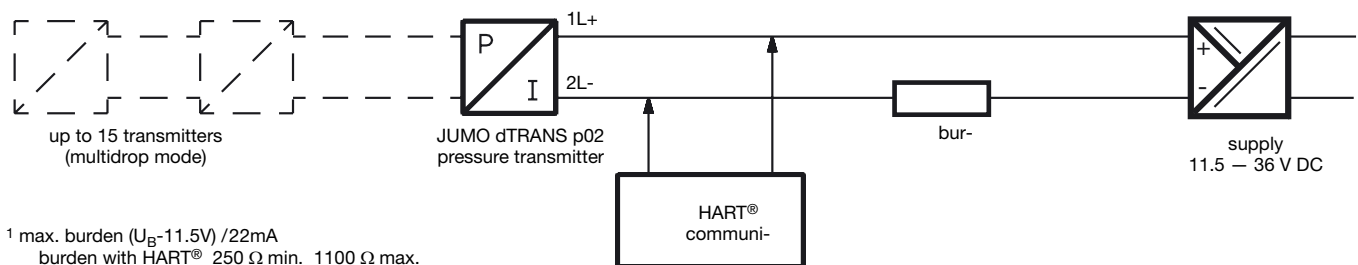 1L+
P
I
2L-
+
-
up to 15 transmitters
(multidrop mode)
JUMO dTRANS p02
pressure transmitter
bur-
supply
11.5 — 36 V DC
HART®
communi-
¹ max. burden (U_B-11.5V) /22mA
burden with HART® 250 Ω min. 1100 Ω max.